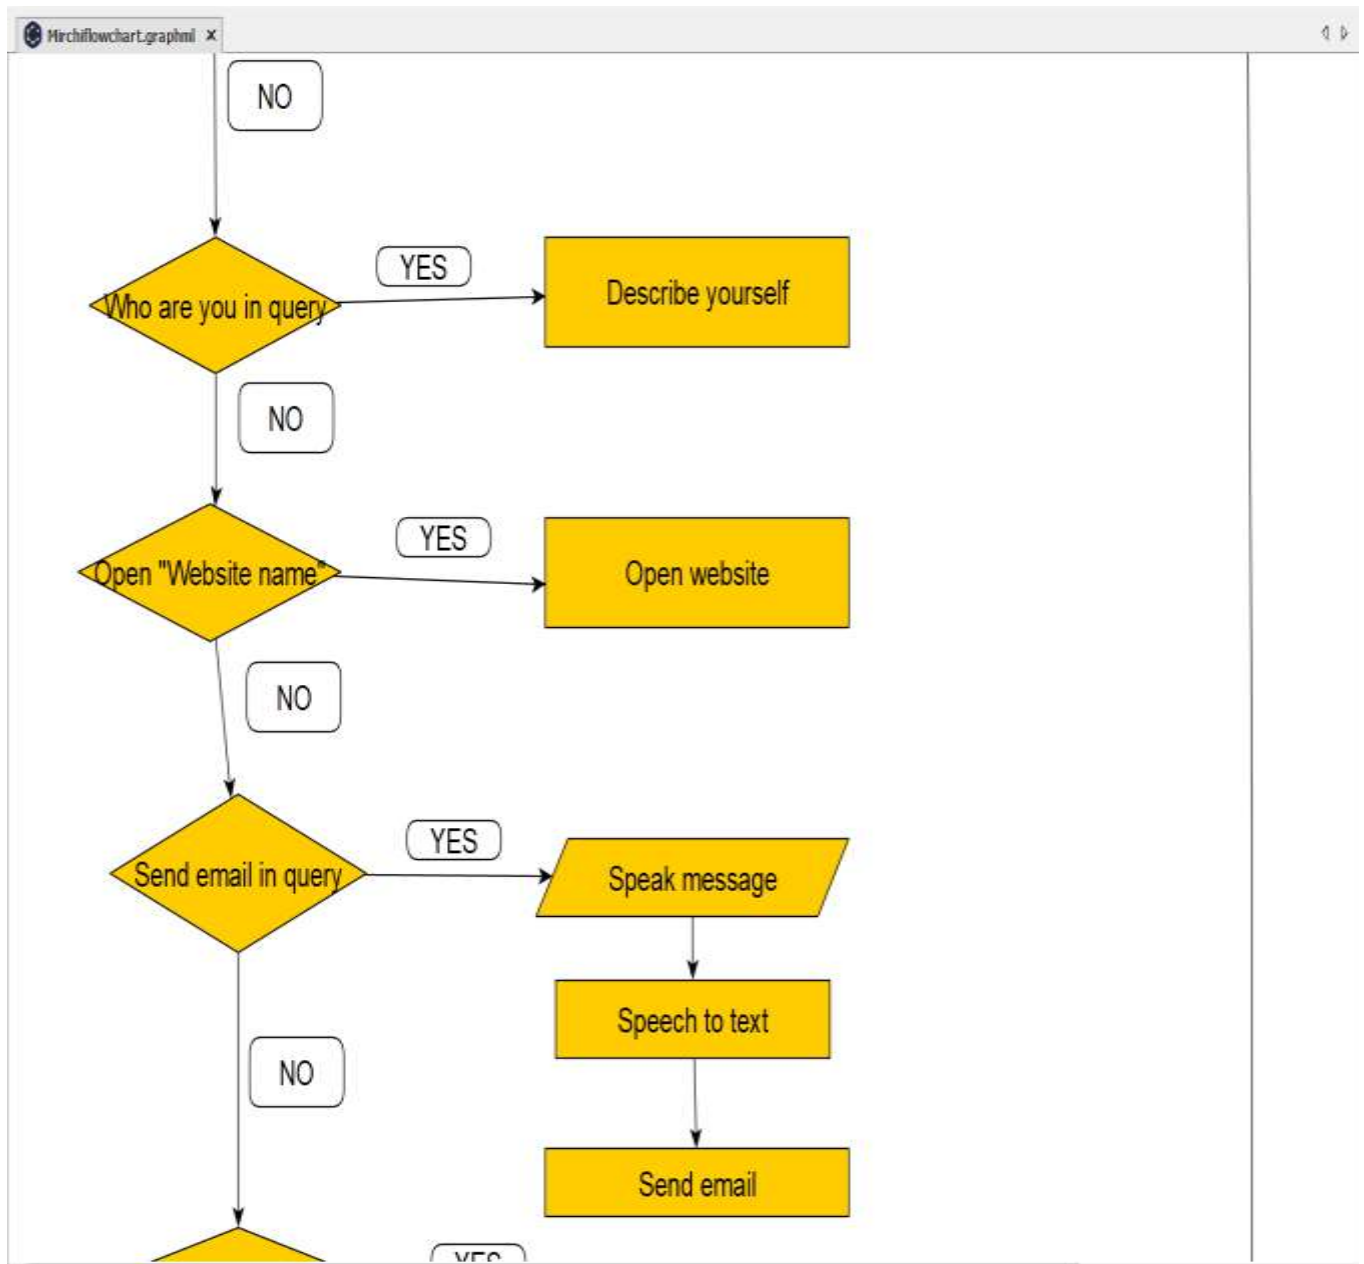 Mirchiflowchart.graphml x
NO
Who are you in query
YES
Describe yourself
NO
Open "Website name"
YES
Open website
NO
Send email in query
YES
Speak message
Speech to text
NO
Send email
YES